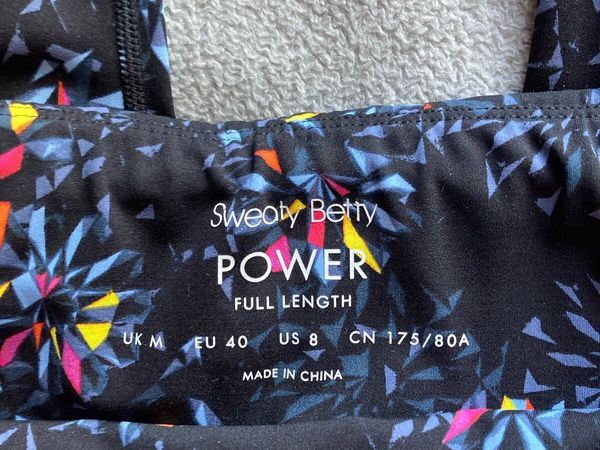 Sweaty Betty
POWER
FULL LENGTH
UK M EU 40 US 8 CN 175/80A
MADE IN CHINA